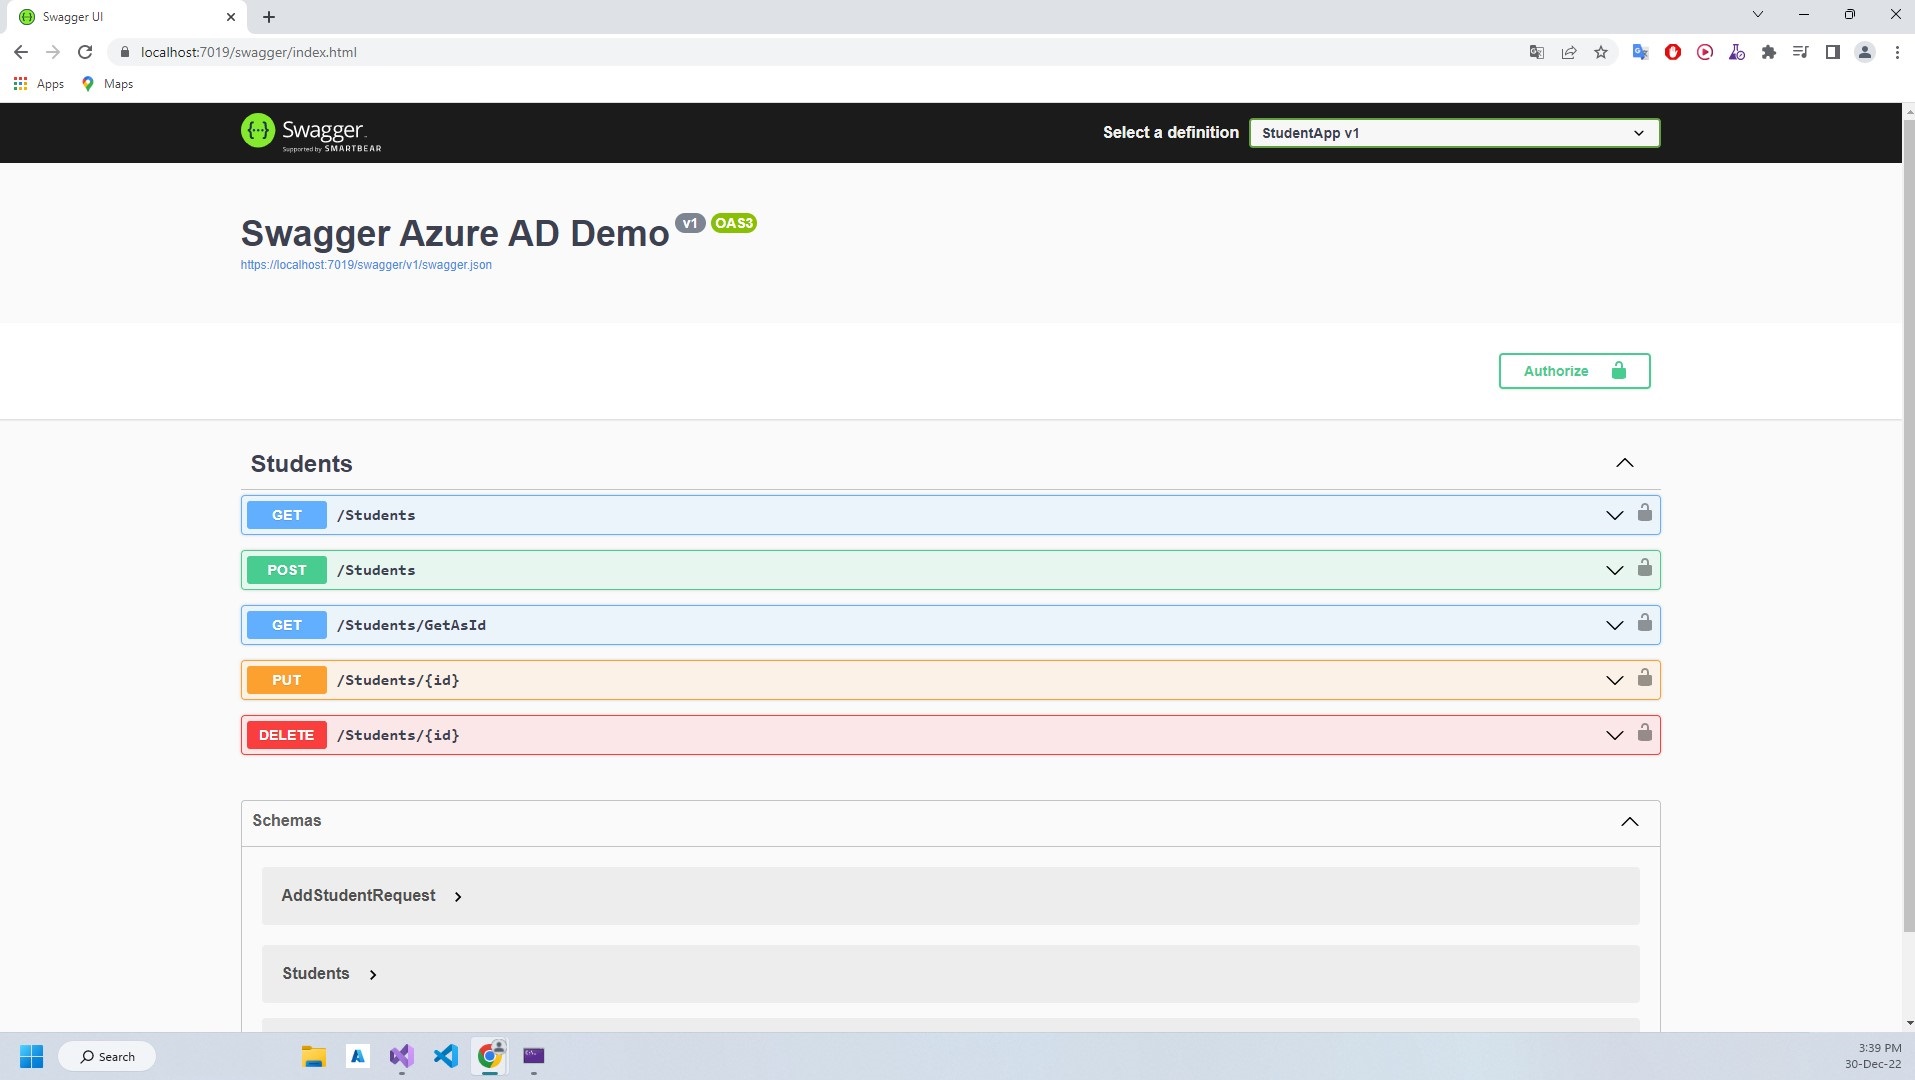 Swagger UI
localhost:7019/swagger/index.html
Apps Maps
Swagger
Supported by SMARTBEAR
Select a definition
StudentApp v1
Swagger Azure AD Demo v1 OAS3
https://localhost:7019/swagger/v1/swagger.json
Authorize
Students
GET /Students
POST /Students
GET /Students/GetAsId
PUT /Students/{id}
DELETE /Students/{id}
Schemas
AddStudentRequest
Students
Search
3:39 PM
30-Dec-22